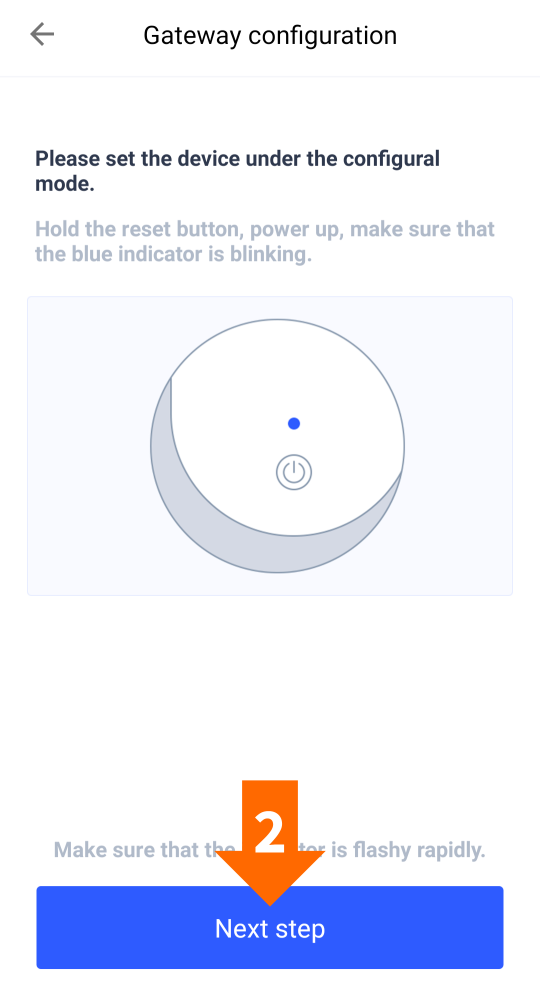 Gateway configuration
Please set the device under the configural
mode.
Hold the reset button, power up, make sure that
the blue indicator is blinking.
2
Make sure that the tor is flashy rapidly.
Next step